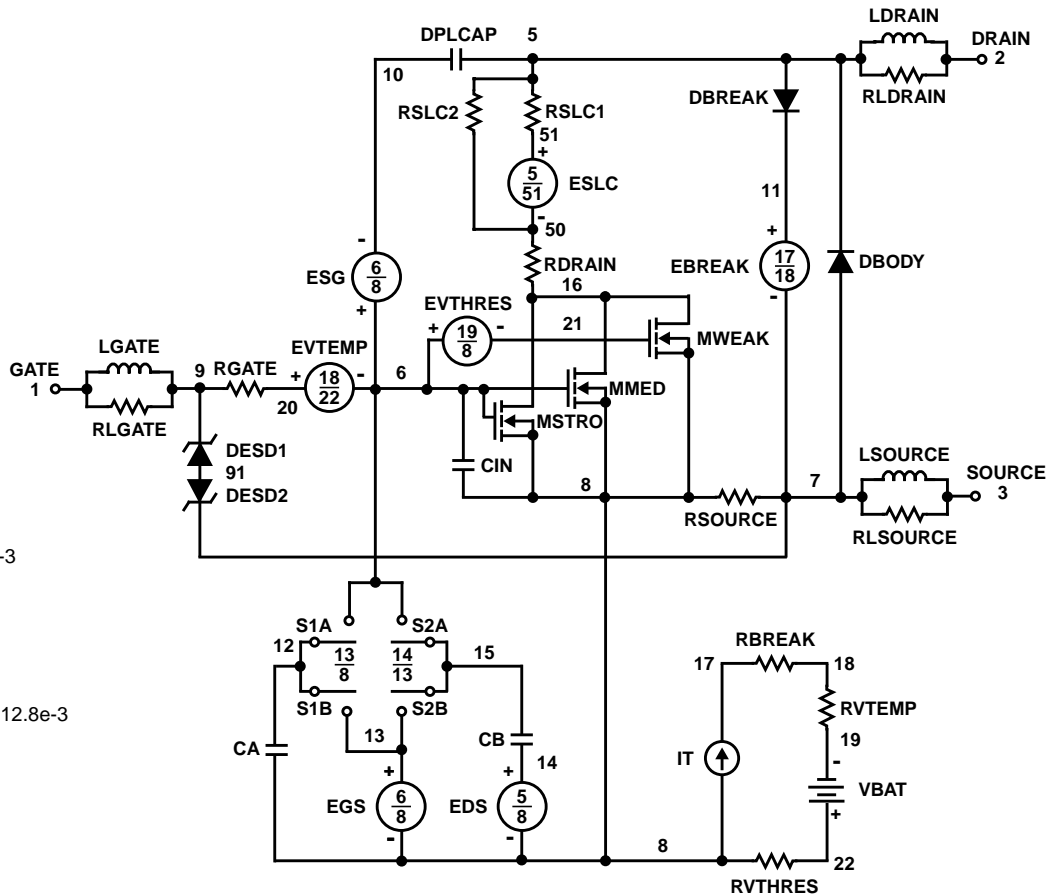 LDRAIN
DPLCAP 5 DRAIN
10 2
RLDRAIN
DBREAK
RSLC2 RSLC1
51
+
5
51
ESLC
11
-
50
+
-
RDRAIN
17
18
EBREAK
DBODY
6
8
ESG
16
-
EVTHRES
+
+ 19 8 - 21
MWEAK
LGATE EVTEMP
GATE 9 RGATE + 18 22 - 6
1
20
MMED
RLGATE
MSTRO
DESD1
91
DESD2
CIN
LSOURCE
8 7 SOURCE
3
RSOURCE
RLSOURCE
-3
S1A S2A
12 13 8 14 13 15
RBREAK
17 18
S1B S2B
RVTEMP
12.8e-3
13
CA CB
19
14
IT
-
+ +
VBAT
EGS 6 8 EDS 5 8
+
- -
8
22
RVTHRES